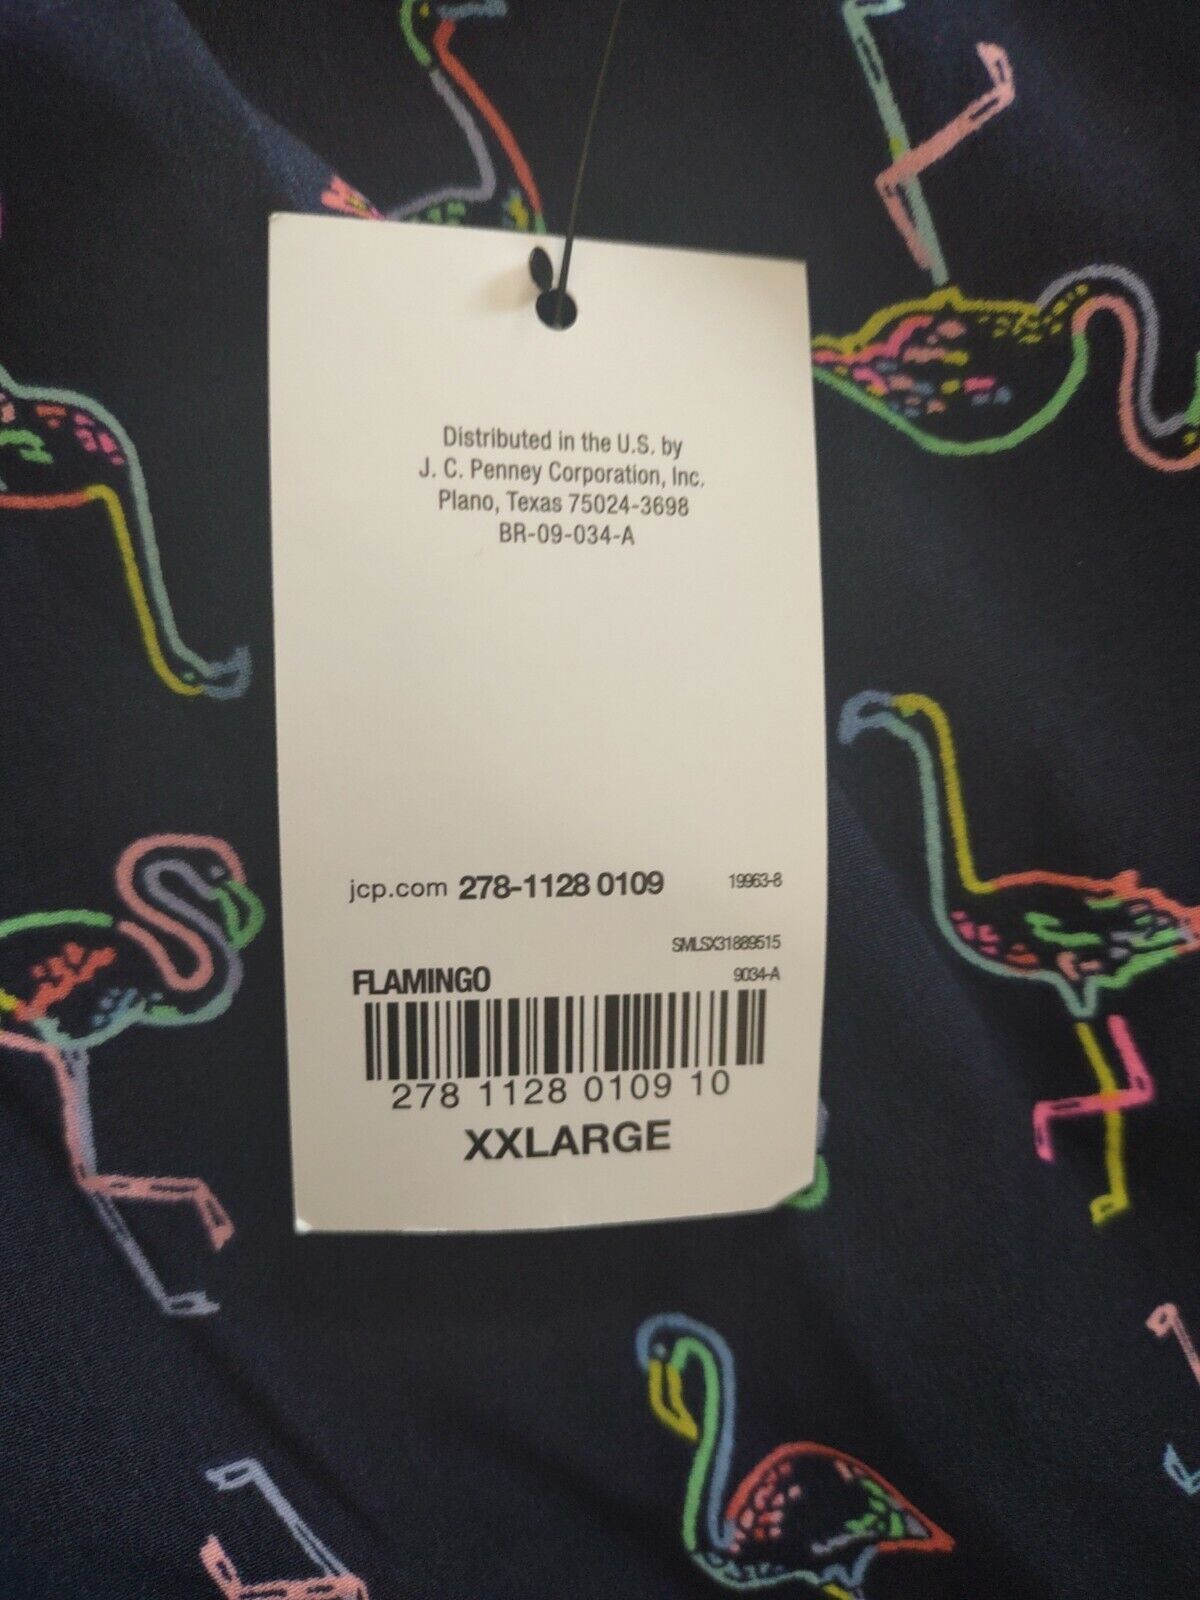 Distributed in the U.S. by
J. C. Penney Corporation, Inc.
Plano, Texas 75024-3698
BR-09-034-A
jcp.com 278-1128 0109 19963-8
SMLSX31889515
FLAMINGO 9034-A
278 1128 0109 10
XXLARGE